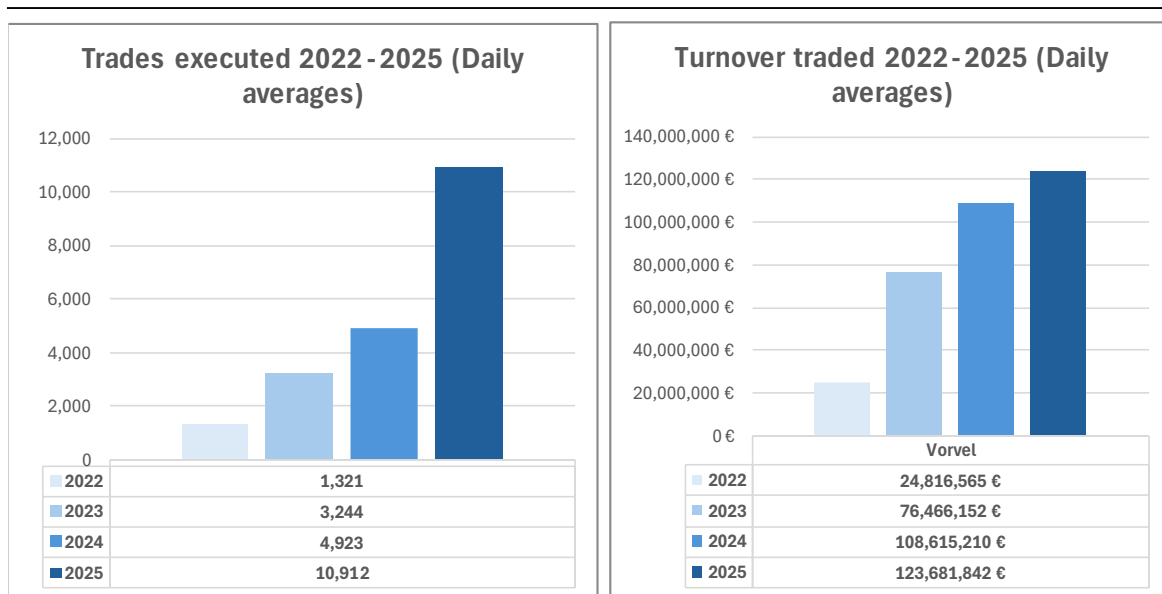 Trades executed 2022-2025 (Daily
averages)
12,000
10,000
8,000
6,000
4,000
2,000
0
2022 1,321
2023 3,244
2024 4,923
2025 10,912
Turnover traded 2022-2025 (Daily
averages)
140,000,000 €
120,000,000 €
100,000,000 €
80,000,000 €
60,000,000 €
40,000,000 €
20,000,000 €
0 €
Vorvel
2022 24,816,565 €
2023 76,466,152 €
2024 108,615,210 €
2025 123,681,842 €